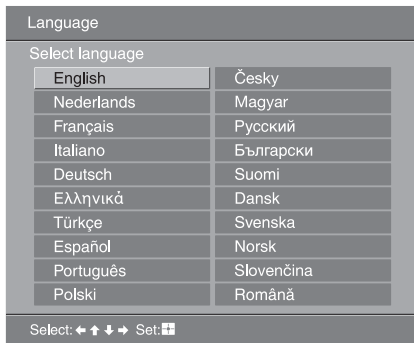 Language
Select language
English
Nederlands
Français
Italiano
Deutsch
Ελληνικά
Türkçe
Español
Português
Polski
Česky
Magyar
Русский
Български
Suomi
Dansk
Svenska
Norsk
Slovenčina
Română
Select: Set: